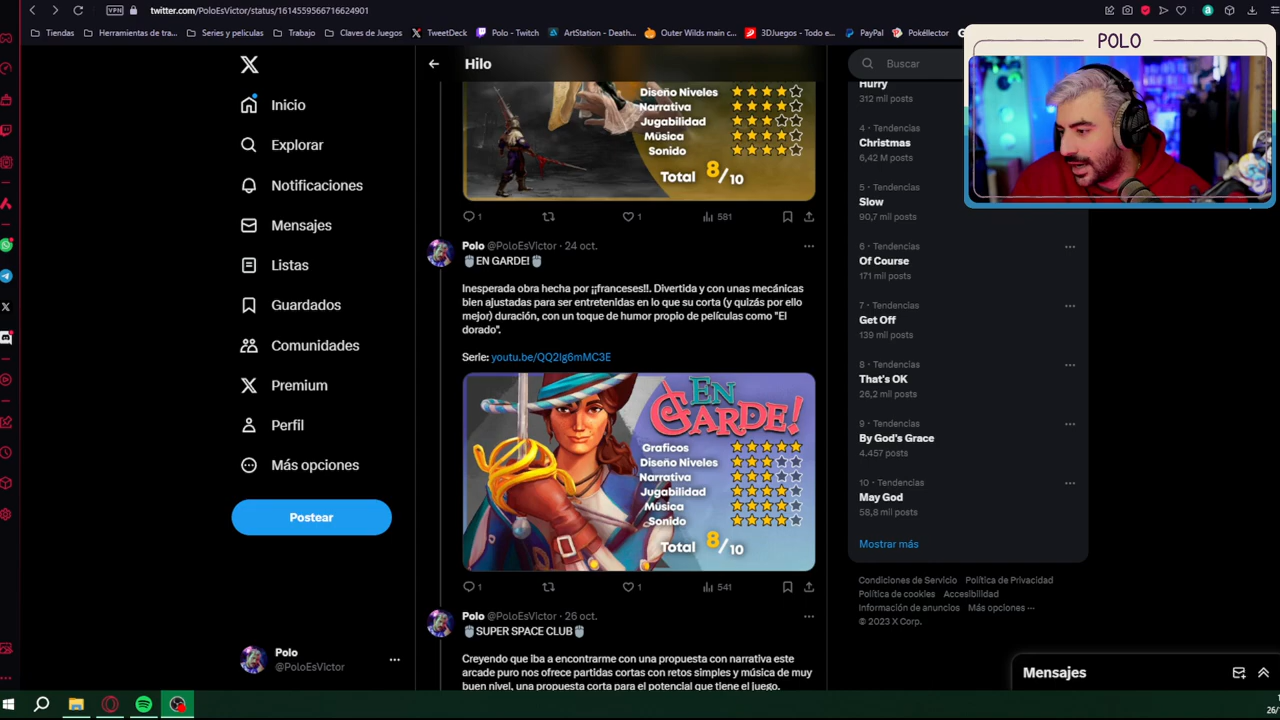 twitter.com/PoloEsVictor/status/1614559566716624901
VPN
Tiendas
Herramientas de tra...
Series y peliculas
Trabajo
Claves de Juegos
TweetDeck
Polo - Twitch
ArtStation - Death...
Outer Wilds main c...
3DJuegos - Todo e...
PayPal
Pokéllector
POLO
Inicio
Explorar
Notificaciones
Mensajes
Listas
Guardados
Comunidades
Premium
Perfil
Más opciones
Postear
Polo
@PoloEsVictor
Hilo
Diseño Niveles
Narrativa
Jugabilidad
Música
Sonido
Total 8/10
1
1
581
Polo @PoloEsVictor · 24 oct.
EN GARDE!
Inesperada obra hecha por ¡¡franceses!!. Divertida y con unas mecánicas
bien ajustadas para ser entretenidas en lo que su corta (y quizás por ello
mejor) duración, con un toque de humor propio de películas como "El
dorado".
Serie: youtu.be/QQ2Ig6mMC3E
EN
GARDE!
Graficos
Diseño Niveles
Narrativa
Jugabilidad
Música
Sonido
Total 8/10
1
1
541
Polo @PoloEsVictor · 26 oct.
SUPER SPACE CLUB
Creyendo que iba a encontrarme con una propuesta con narrativa este
arcade puro nos ofrece partidas cortas con retos simples y música de muy
buen nivel, una propuesta corta para el potencial que tiene el juego.
Buscar
Hurry
312 mil posts
4 · Tendencias
Christmas
6,42 M posts
5 · Tendencias
Slow
90,7 mil posts
6 · Tendencias
Of Course
171 mil posts
7 · Tendencias
Get Off
139 mil posts
8 · Tendencias
That's OK
26,2 mil posts
9 · Tendencias
By God's Grace
4.457 posts
10 · Tendencias
May God
58,8 mil posts
Mostrar más
Condiciones de Servicio Política de Privacidad
Política de cookies Accesibilidad
Información de anuncios Más opciones ···
© 2023 X Corp.
Mensajes